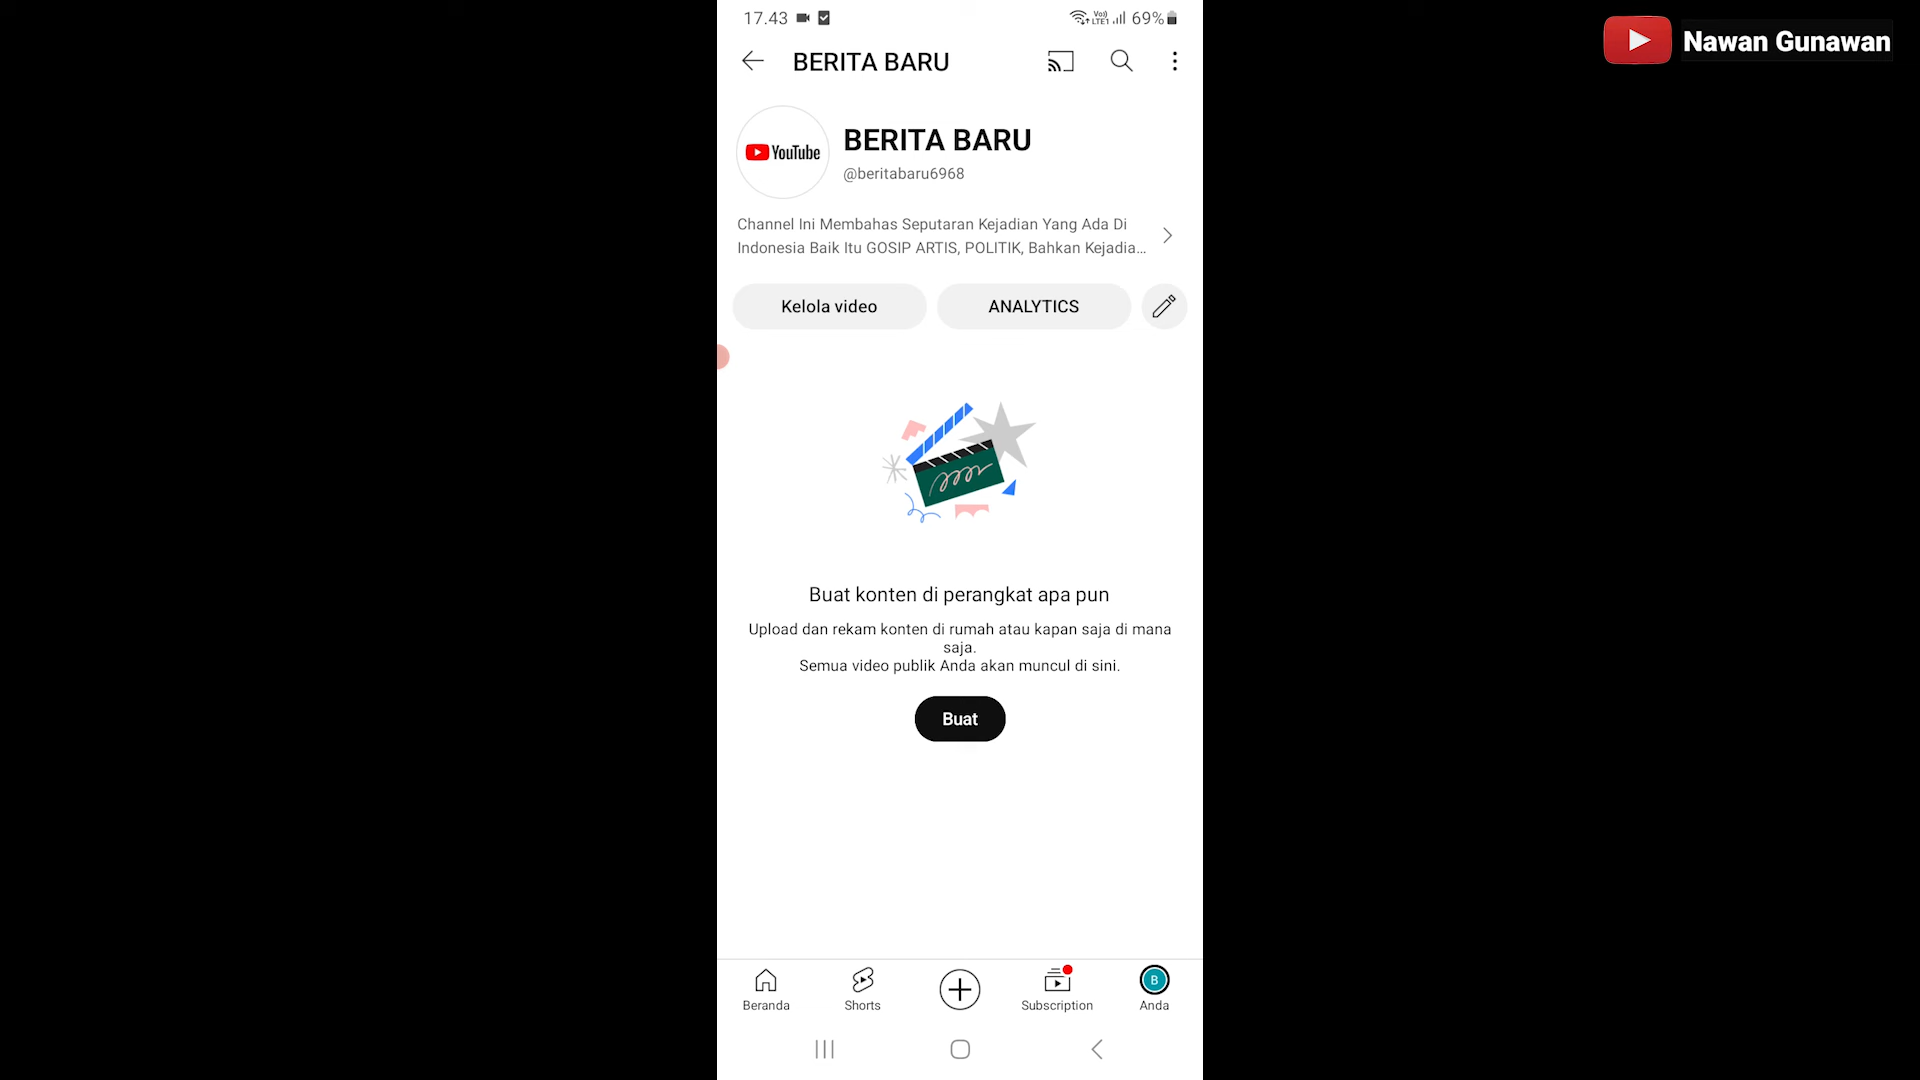 17.43
Vo))
LTE1
69%
Nawan Gunawan
BERITA BARU
YouTube
BERITA BARU
@beritabaru6968
Channel Ini Membahas Seputaran Kejadian Yang Ada Di
Indonesia Baik Itu GOSIP ARTIS, POLITIK, Bahkan Kejadia...
Kelola video
ANALYTICS
Buat konten di perangkat apa pun
Upload dan rekam konten di rumah atau kapan saja di mana
saja.
Semua video publik Anda akan muncul di sini.
Buat
Beranda
Shorts
Subscription
B
Anda